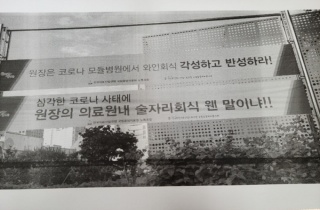 원장은 코로나 모듈병원에서 와인회식 각성하고 반성하라!
심각한 코로나 사태에
원장의 의료원내 술자리회식 웬 말이냐!!